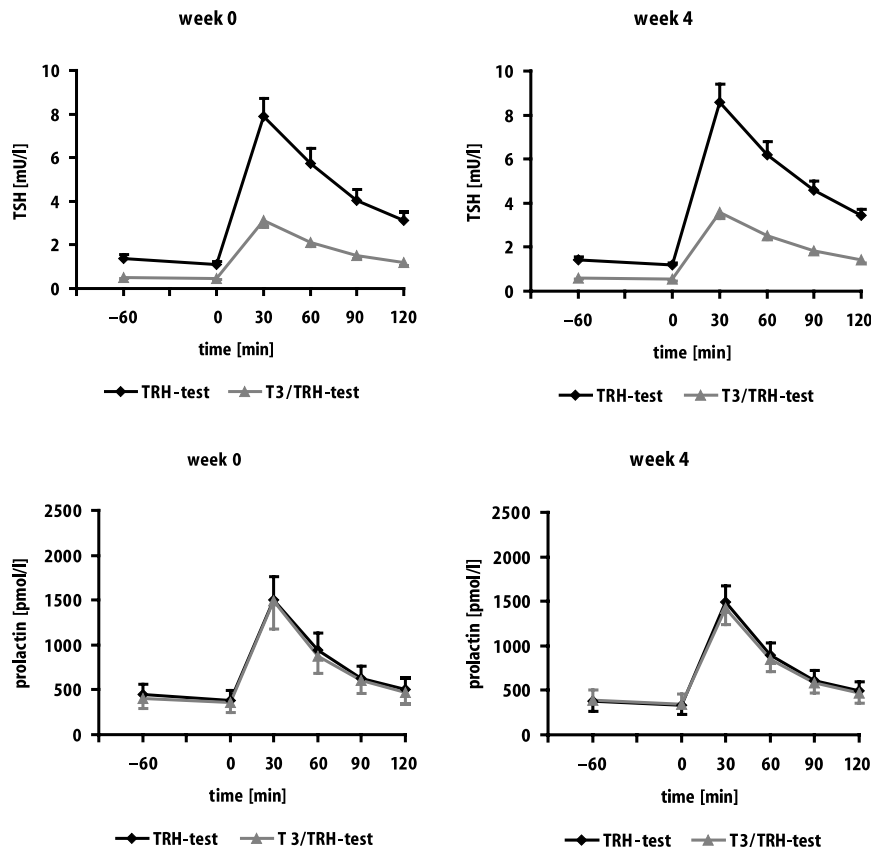 week 0
10
8
6
4
2
0
TSH [mU/l]
−60 0 30 60 90 120
time [min]
TRH-test T3/TRH-test
week 4
10
8
6
4
2
0
TSH [mU/l]
−60 0 30 60 90 120
time [min]
TRH-test T3/TRH-test
week 0
2500
2000
1500
1000
500
0
prolactin [pmol/l]
−60 0 30 60 90 120
time [min]
TRH-test T 3/TRH-test
week 4
2500
2000
1500
1000
500
0
prolactin [pmol/l]
−60 0 30 60 90 120
time [min]
TRH-test T3/TRH-test